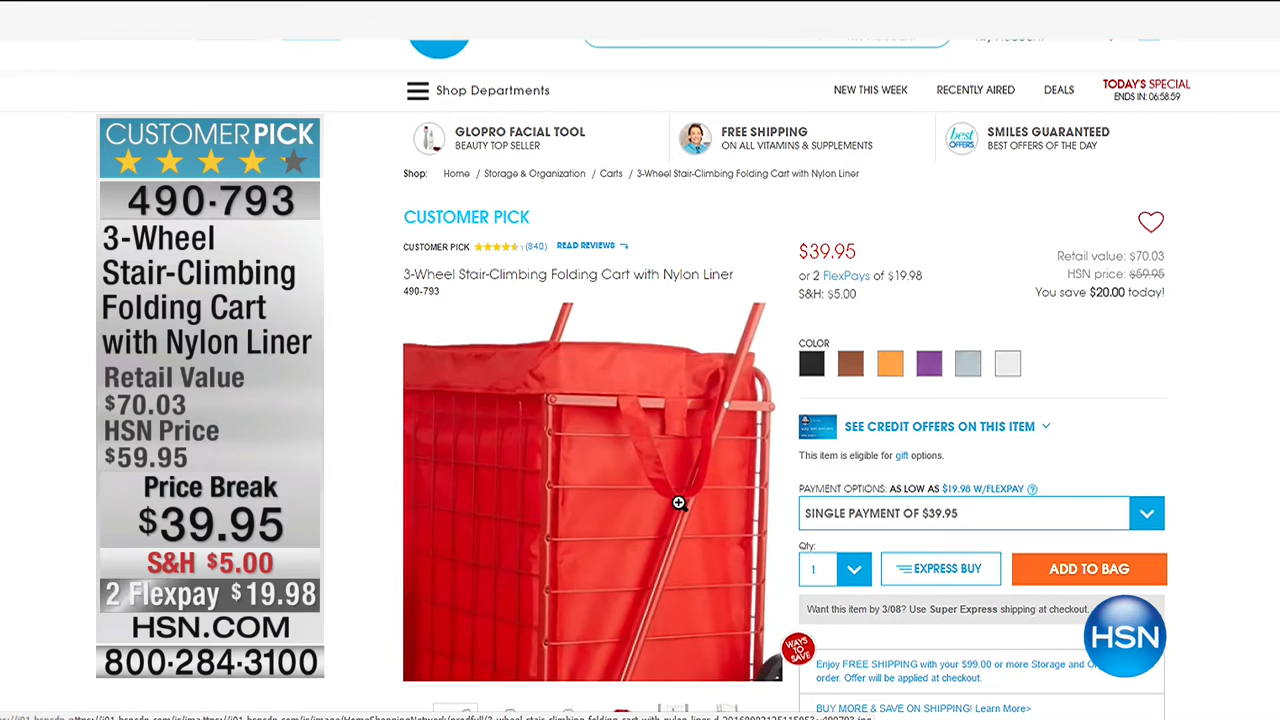 Shop Departments
NEW THIS WEEK
RECENTLY AIRED
DEALS
TODAY'S SPECIAL
ENDS IN: 06:58:59
GLOPRO FACIAL TOOL
BEAUTY TOP SELLER
FREE SHIPPING
ON ALL VITAMINS & SUPPLEMENTS
best
OFFERS
SMILES GUARANTEED
BEST OFFERS OF THE DAY
CUSTOMER PICK
490-793
3-Wheel
Stair-Climbing
Folding Cart
with Nylon Liner
Retail Value
$70.03
HSN Price
$59.95
Price Break
$39.95
S&H $5.00
2 Flexpay $19.98
HSN.COM
800-284-3100
Shop: Home / Storage & Organization / Carts / 3-Wheel Stair-Climbing Folding Cart with Nylon Liner
CUSTOMER PICK
CUSTOMER PICK (840) READ REVIEWS
3-Wheel Stair-Climbing Folding Cart with Nylon Liner
490-793
$39.95
or 2 FlexPays of $19.98
S&H: $5.00
Retail value: $70.03
HSN price: $59.95
You save $20.00 today!
COLOR
SEE CREDIT OFFERS ON THIS ITEM
This item is eligible for gift options.
PAYMENT OPTIONS: AS LOW AS $19.98 W/FLEXPAY ?
SINGLE PAYMENT OF $39.95
Qty:
1
EXPRESS BUY
ADD TO BAG
Want this item by 3/08? Use Super Express shipping at checkout.
HSN
WAYS
TO
SAVE
Enjoy FREE SHIPPING with your $99.00 or more Storage and
order. Offer will be applied at checkout.
BUY MORE & SAVE ON SHIPPING! Learn More>